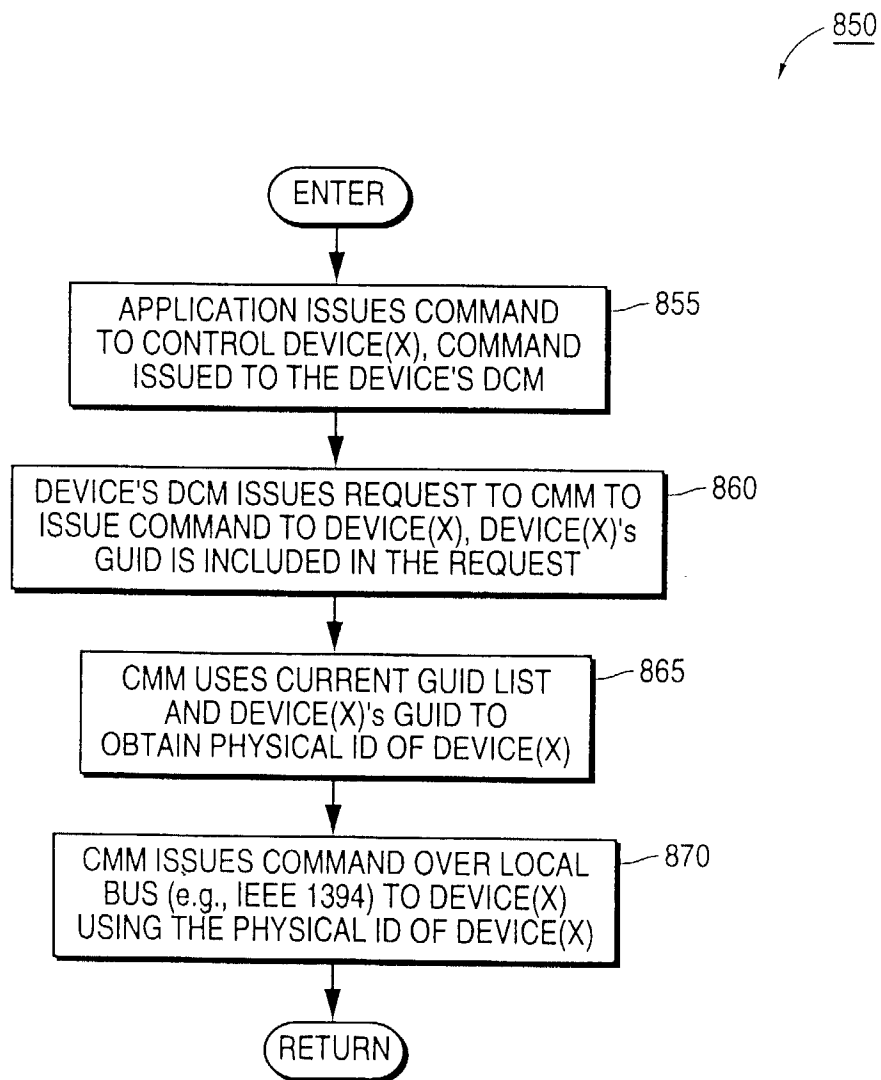 850
ENTER
APPLICATION ISSUES COMMAND
TO CONTROL DEVICE(X), COMMAND
ISSUED TO THE DEVICE'S DCM
855
DEVICE'S DCM ISSUES REQUEST TO CMM TO
ISSUE COMMAND TO DEVICE(X), DEVICE(X)'s
GUID IS INCLUDED IN THE REQUEST
860
CMM USES CURRENT GUID LIST
AND DEVICE(X)'s GUID TO
OBTAIN PHYSICAL ID OF DEVICE(X)
865
CMM ISSUES COMMAND OVER LOCAL
BUS (e.g., IEEE 1394) TO DEVICE(X)
USING THE PHYSICAL ID OF DEVICE(X)
870
RETURN